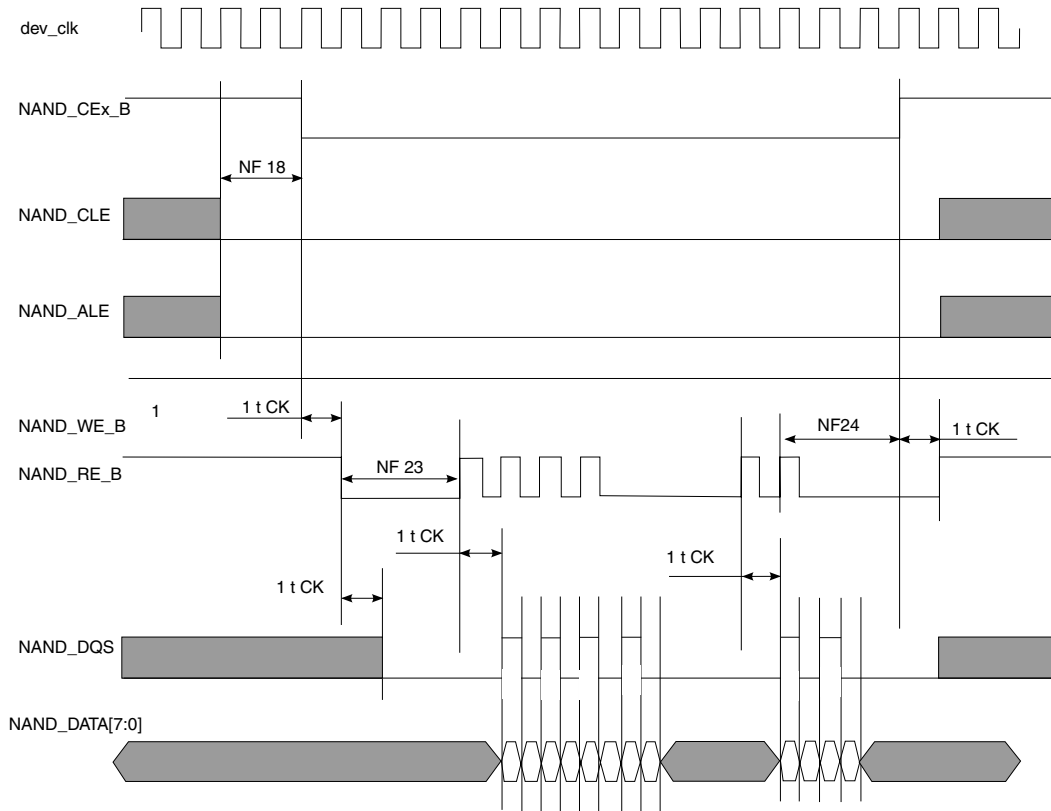 dev_clk
NAND_CEx_B
NF 18
NAND_CLE
NAND_ALE
1
1 t CK
NAND_WE_B
NF24
1 t CK
NAND_RE_B
NF 23
1 t CK
1 t CK
1 t CK
NAND_DQS
NAND_DATA[7:0]